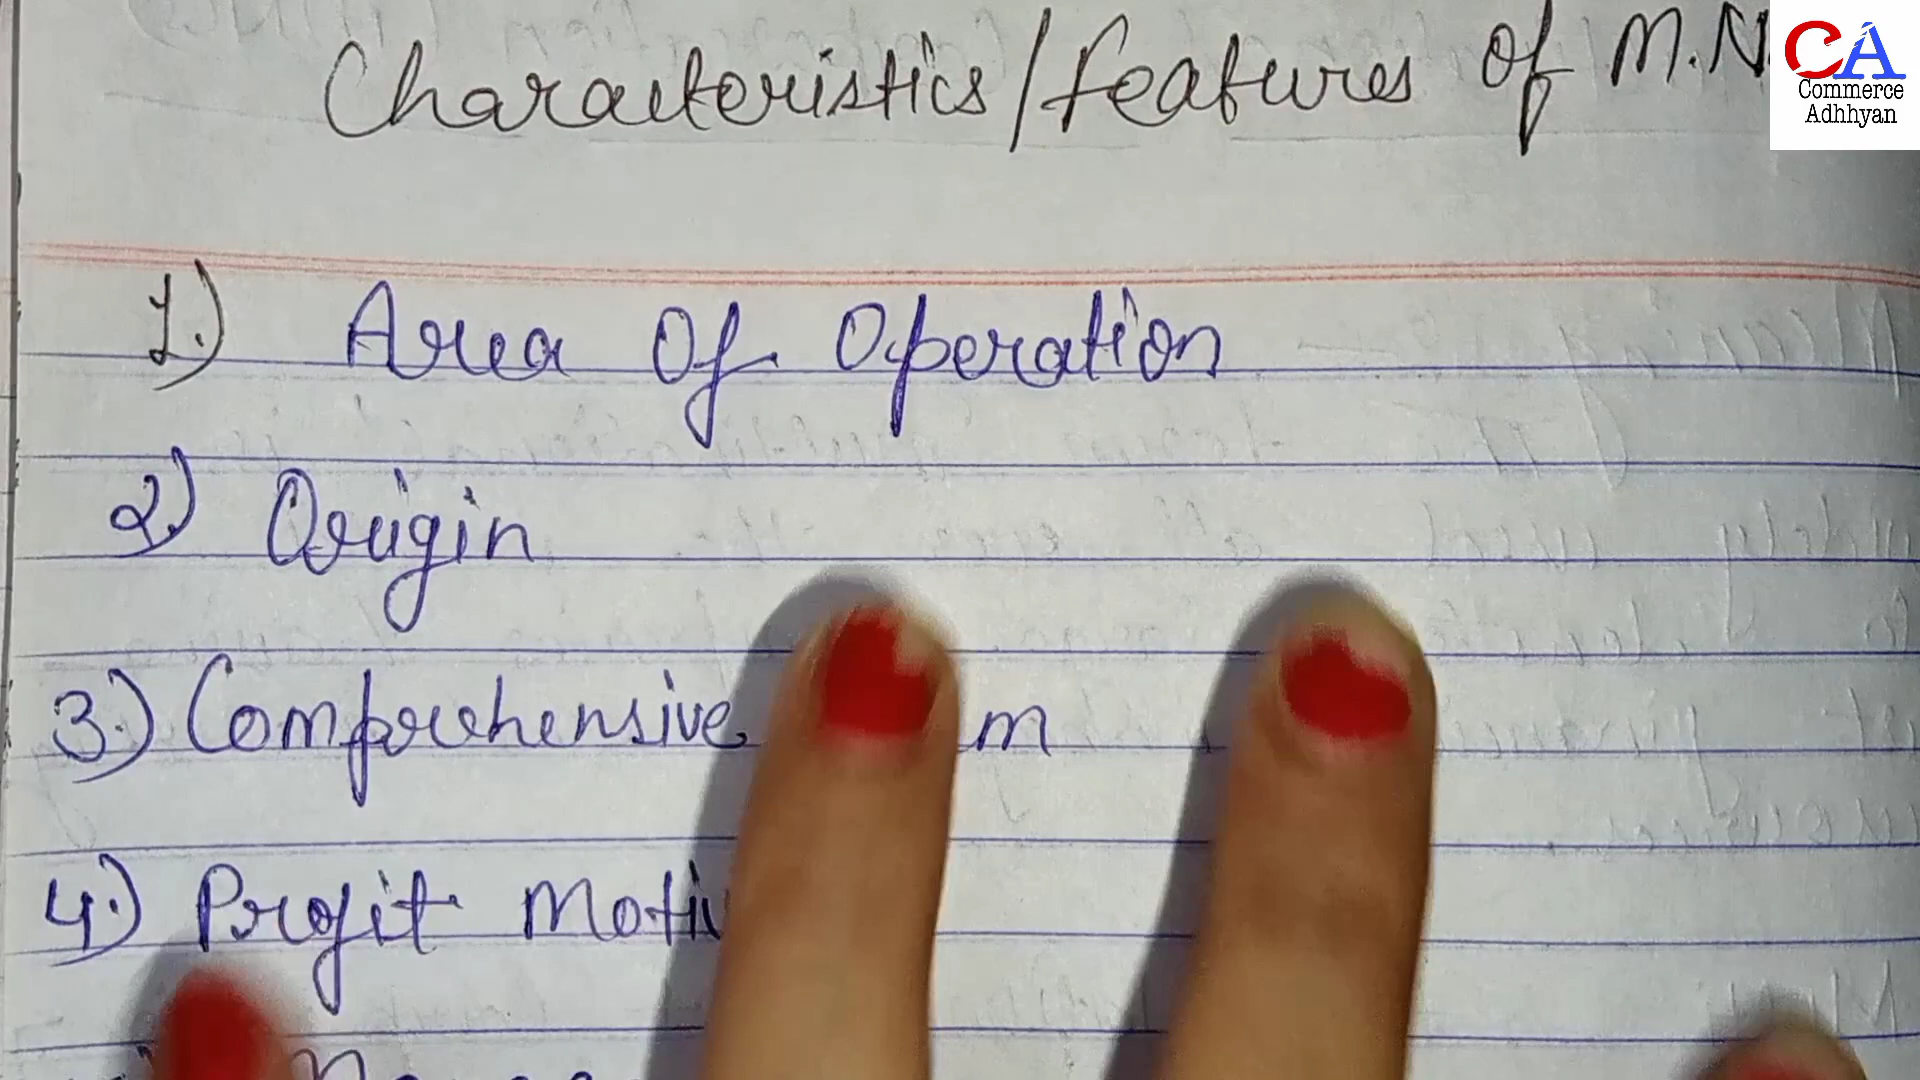 Characteristics/features of M.N
CA
Commerce
Adhhyan
1.) Area Of Operation
2) Origin
3.) Comprehensive
4.) Profit